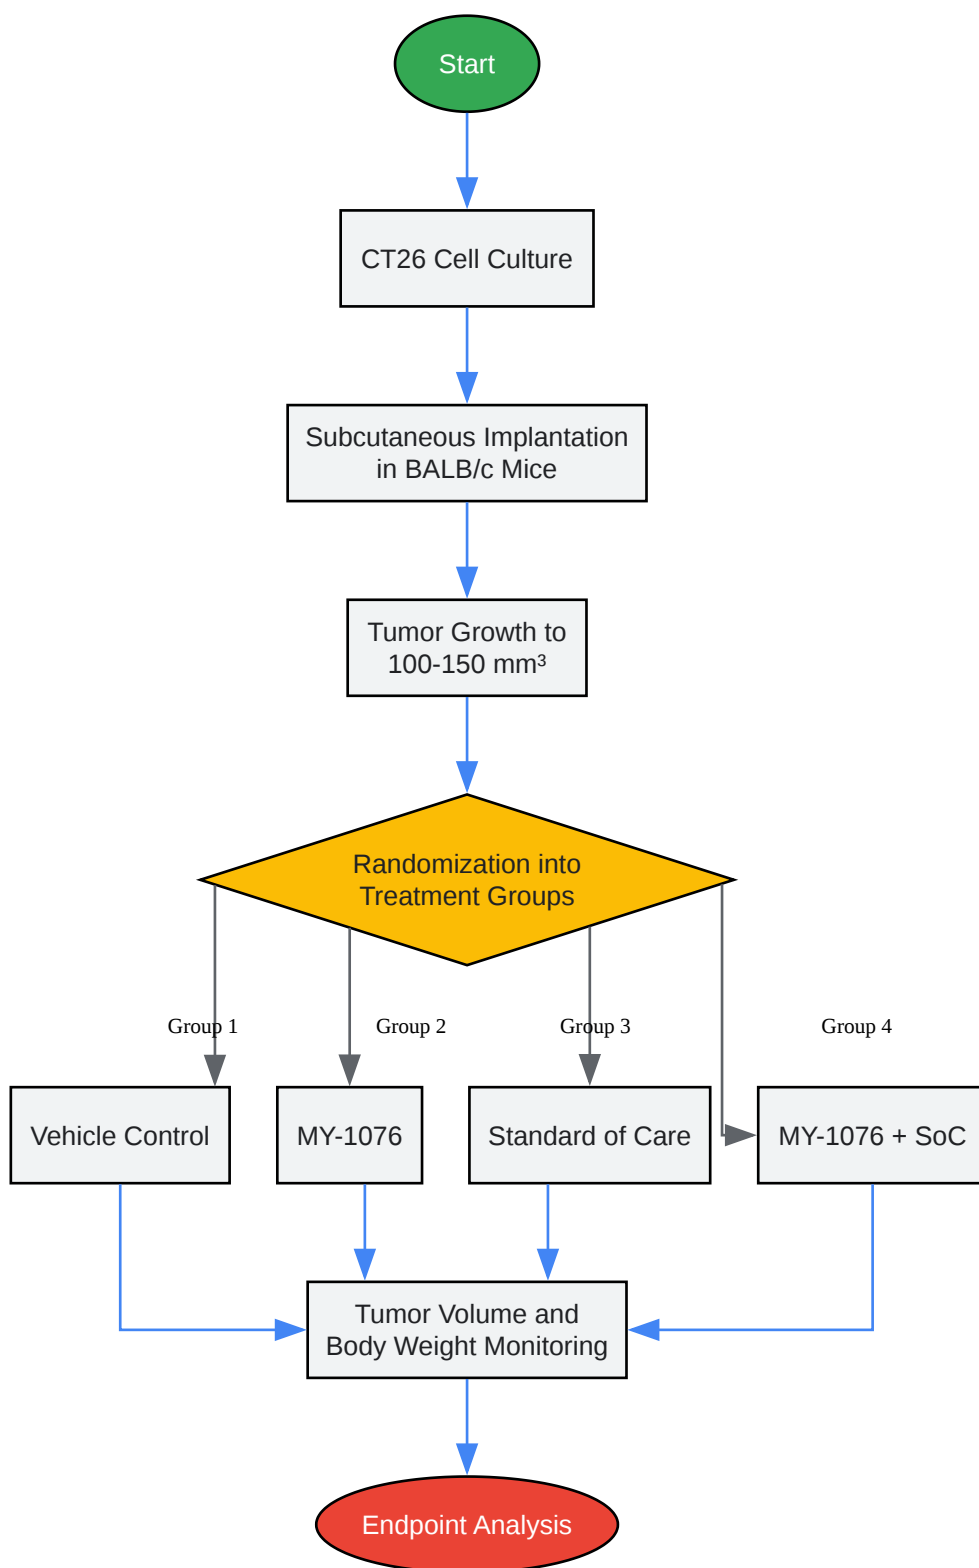 Start
CT26 Cell Culture
Subcutaneous Implantation
in BALB/c Mice
Tumor Growth to
100-150 mm³
Randomization into
Treatment Groups
Group 1
Group 2
Group 3
Group 4
Vehicle Control
MY-1076
Standard of Care
MY-1076 + SoC
Tumor Volume and
Body Weight Monitoring
Endpoint Analysis